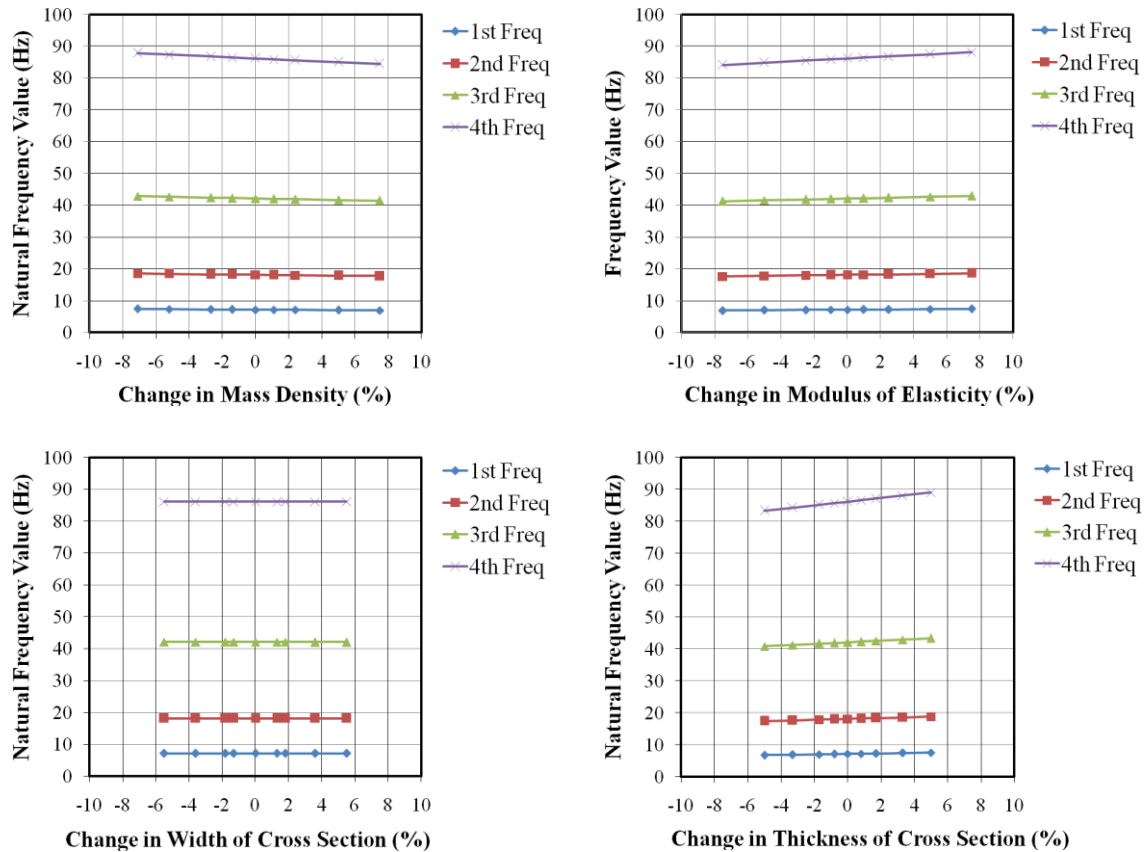 Natural Frequency Value (Hz)
100
90
80
70
60
50
40
30
20
10
0
-10 -8 -6 -4 -2 0 2 4 6 8 10
Change in Mass Density (%)
1st Freq
2nd Freq
3rd Freq
4th Freq
Frequency Value (Hz)
100
90
80
70
60
50
40
30
20
10
0
-10 -8 -6 -4 -2 0 2 4 6 8 10
Change in Modulus of Elasticity (%)
1st Freq
2nd Freq
3rd Freq
4th Freq
Natural Frequency Value (Hz)
100
90
80
70
60
50
40
30
20
10
0
-10 -8 -6 -4 -2 0 2 4 6 8 10
Change in Width of Cross Section (%)
1st Freq
2nd Freq
3rd Freq
4th Freq
Natural Frequency Value (Hz)
100
90
80
70
60
50
40
30
20
10
0
-10 -8 -6 -4 -2 0 2 4 6 8 10
Change in Thickness of Cross Section (%)
1st Freq
2nd Freq
3rd Freq
4th Freq